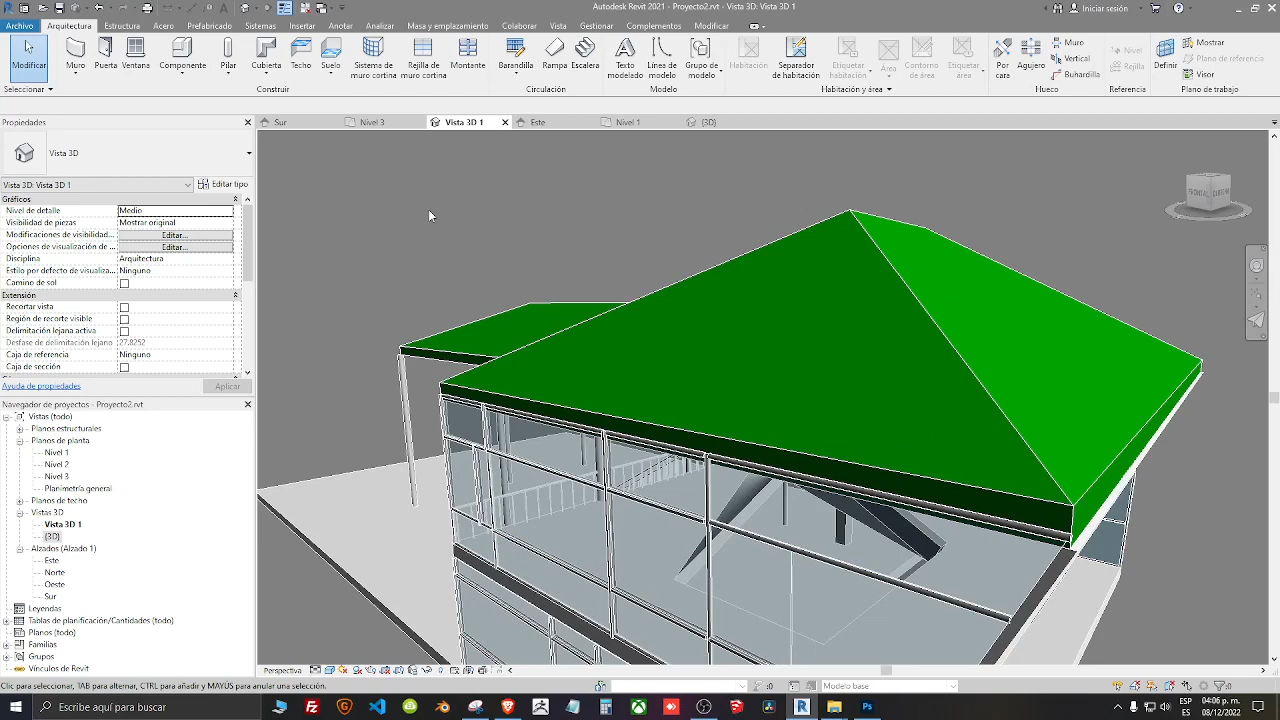 Autodesk Revit 2021 - Proyecto2.rvt - Vista 3D: Vista 3D 1
Iniciar sesión
Archivo Arquitectura Estructura Acero Prefabricado Sistemas Insertar Anotar Analizar Masa y emplazamiento Colaborar Vista Gestionar Complementos Modificar
Modificar
Muro
Puerta
Ventana
Componente
Pilar
Cubierta
Techo
Suelo
Sistema de muro cortina
Rejilla de muro cortina
Montante
Barandilla
Rampa
Escalera
Texto modelado
Línea de modelo
Grupo de modelo
Habitación
Separador de habitación
Etiquetar habitación
Área
Contorno de área
Etiquetar área
Por cara
Agujero
Muro
Vertical
Buhardilla
Nivel
Rejilla
Definir
Mostrar
Plano de referencia
Visor
Seleccionar Construir Circulación Modelo Habitación y área Hueco Referencia Plano de trabajo
Propiedades
Sur Nivel 3 Vista 3D 1 Este Nivel 1 {3D}
Vista 3D
Vista 3D: Vista 3D 1 Editar tipo
Gráficos
Nivel de detalle Medio
Visibilidad de piezas Mostrar original
Modificaciones de visibilidad... Editar...
Opciones de visualización de ... Editar...
Disciplina Arquitectura
Estilo por defecto de visualiza... Ninguno
Camino de sol
Extensión
Recortar vista
Región de recorte visible
Delimitación lejana activa
Desfase de delimitación lejano 27.8252
Caja de referencia Ninguno
Caja de sección
Ayuda de propiedades Aplicar
Navegador de proyectos - Proyecto2.rvt
Vistas (todo)
Planos estructurales
Planos de planta
Nivel 1
Nivel 2
Nivel 3
Planimetría general
Planos de techo
Vistas 3D
Vista 3D 1
{3D}
Alzados (Alzado 1)
Este
Norte
Oeste
Sur
Leyendas
Tablas de planificación/Cantidades (todo)
Planos (todo)
Familias
Grupos
Vínculos de Revit
FRONTAL
Perspectiva
Clic para seleccionar, TAB para alternar, CTRL para añadir y MAYÚS para anular una selección.
:0
Modelo base
:0
Escribe aquí para buscar
ESP
ES
04:06 p. m.
08/12/2022